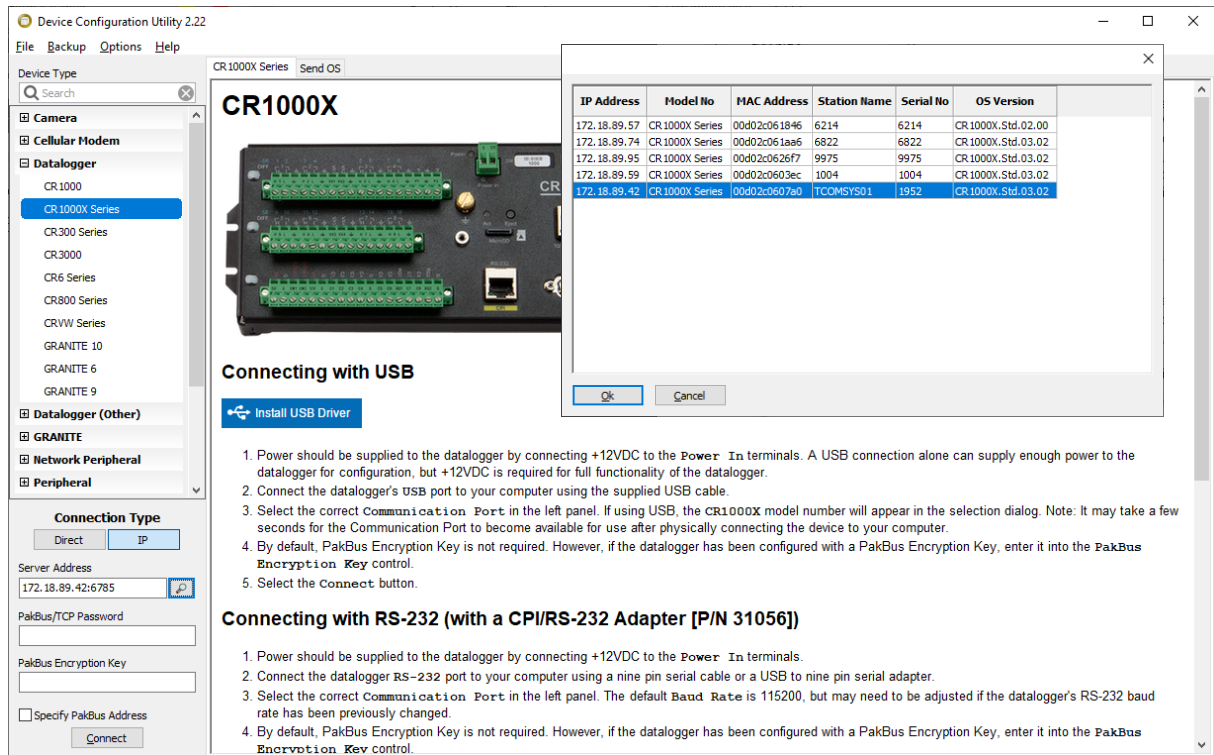 Device Configuration Utility 2.22
File Backup Options Help
Device Type
Search
Camera
Cellular Modem
Datalogger
CR1000
CR1000X Series
CR300 Series
CR3000
CR6 Series
CR800 Series
CRVW Series
GRANITE 10
GRANITE 6
GRANITE 9
Datalogger (Other)
GRANITE
Network Peripheral
Peripheral
Connection Type
Direct IP
Server Address
172.18.89.42:6785
PakBus/TCP Password
PakBus Encryption Key
Specify PakBus Address
Connect
CR1000X Series Send OS
CR1000X
CR
RS-232
CPI
IP Address Model No MAC Address Station Name Serial No OS Version
172.18.89.57 CR1000X Series 00d02c061846 6214 6214 CR1000X.Std.02.00
172.18.89.74 CR1000X Series 00d02c061aa6 6822 6822 CR1000X.Std.03.02
172.18.89.95 CR1000X Series 00d02c0626f7 9975 9975 CR1000X.Std.03.02
172.18.89.59 CR1000X Series 00d02c0603ec 1004 1004 CR1000X.Std.03.02
172.18.89.42 CR1000X Series 00d02c0607a0 TCOMSYS01 1952 CR1000X.Std.03.02
Ok Cancel
Connecting with USB
Install USB Driver
1. Power should be supplied to the datalogger by connecting +12VDC to the Power In terminals. A USB connection alone can supply enough power to the
datalogger for configuration, but +12VDC is required for full functionality of the datalogger.
2. Connect the datalogger's USB port to your computer using the supplied USB cable.
3. Select the correct Communication Port in the left panel. If using USB, the CR1000X model number will appear in the selection dialog. Note: It may take a few
seconds for the Communication Port to become available for use after physically connecting the device to your computer.
4. By default, PakBus Encryption Key is not required. However, if the datalogger has been configured with a PakBus Encryption Key, enter it into the PakBus
Encryption Key control.
5. Select the Connect button.
Connecting with RS-232 (with a CPI/RS-232 Adapter [P/N 31056])
1. Power should be supplied to the datalogger by connecting +12VDC to the Power In terminals.
2. Connect the datalogger RS-232 port to your computer using a nine pin serial cable or a USB to nine pin serial adapter.
3. Select the correct Communication Port in the left panel. The default Baud Rate is 115200, but may need to be adjusted if the datalogger's RS-232 baud
rate has been previously changed.
4. By default, PakBus Encryption Key is not required. However, if the datalogger has been configured with a PakBus Encryption Key, enter it into the PakBus
Encryption Key control.